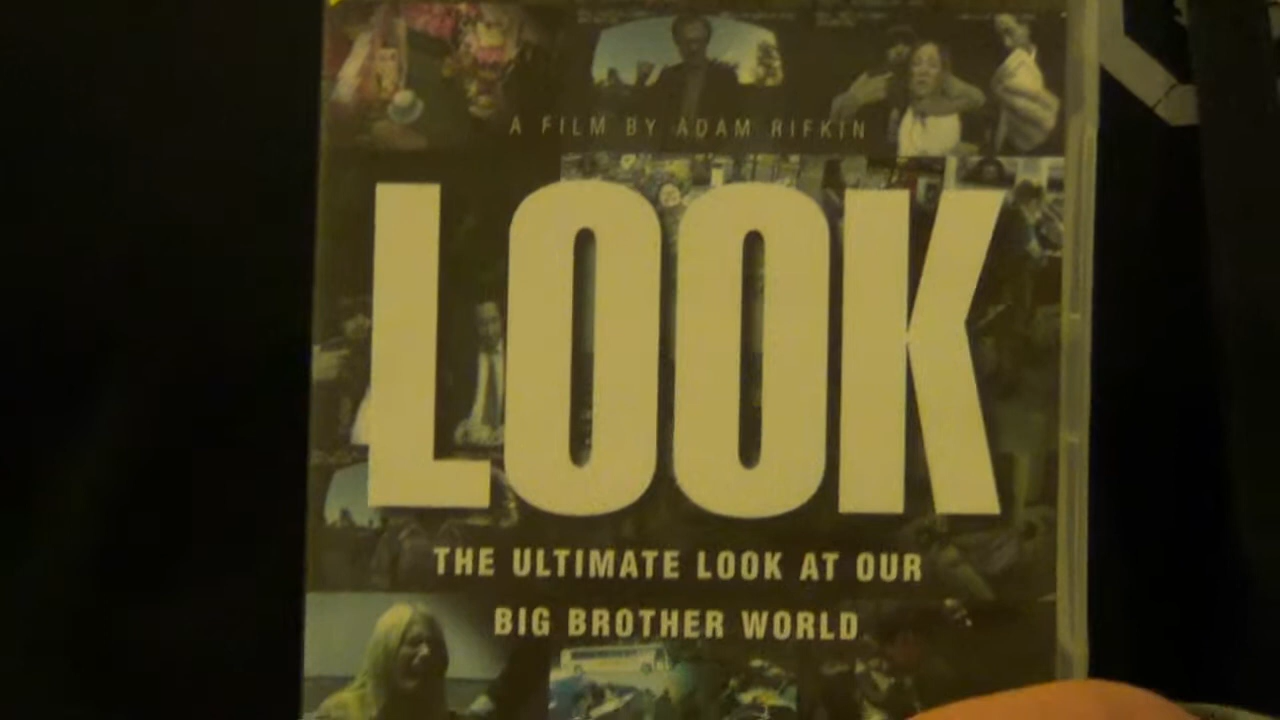 A FILM BY ADAM RIFKIN
LOOK
THE ULTIMATE LOOK AT OUR
BIG BROTHER WORLD